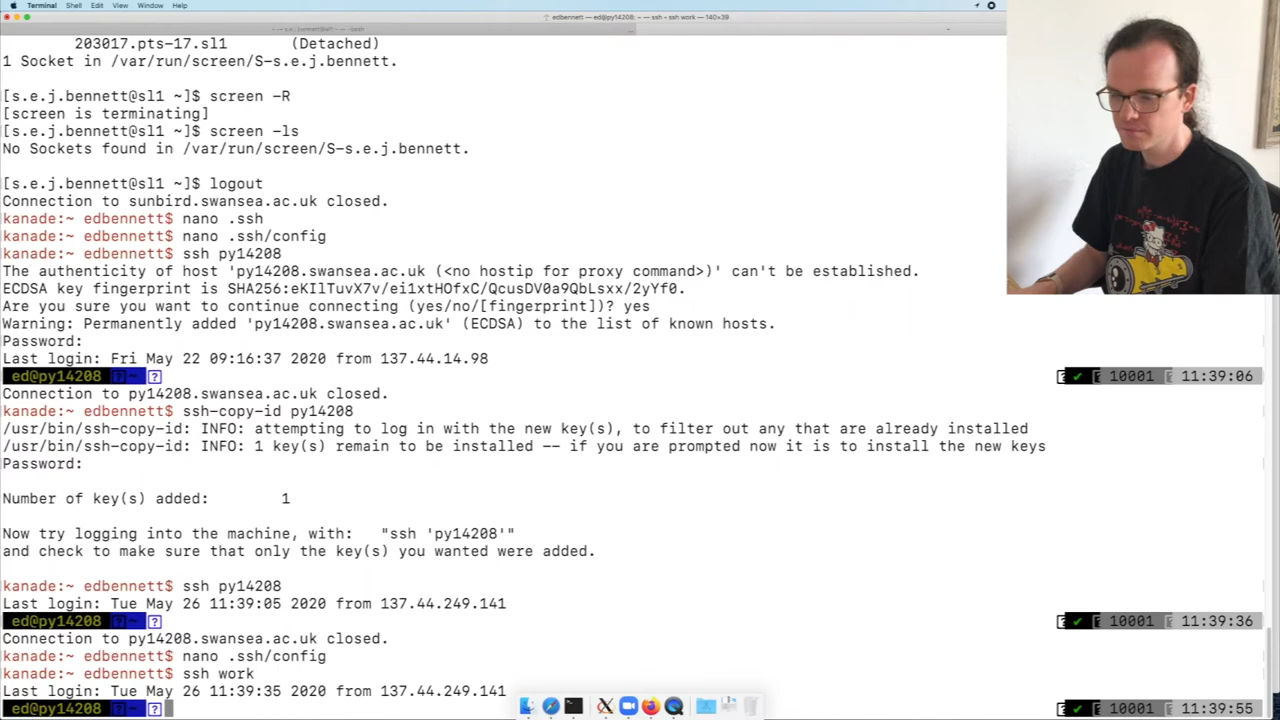 Terminal Shell Edit View Window Help
edbennett — ed@py14208: ~ — ssh ‹ ssh work — 140×39
203017.pts-17.sl1 (Detached)
1 Socket in /var/run/screen/S-s.e.j.bennett.
[s.e.j.bennett@sl1 ~]$ screen -R
[screen is terminating]
[s.e.j.bennett@sl1 ~]$ screen -ls
No Sockets found in /var/run/screen/S-s.e.j.bennett.
[s.e.j.bennett@sl1 ~]$ logout
Connection to sunbird.swansea.ac.uk closed.
kanade:~ edbennett$ nano .ssh
kanade:~ edbennett$ nano .ssh/config
kanade:~ edbennett$ ssh py14208
The authenticity of host 'py14208.swansea.ac.uk (<no hostip for proxy command>)' can't be established.
ECDSA key fingerprint is SHA256:eKIlTuvX7v/ei1xtHOfxC/QcusDV0a9QbLsxx/2yYf0.
Are you sure you want to continue connecting (yes/no/[fingerprint])? yes
Warning: Permanently added 'py14208.swansea.ac.uk' (ECDSA) to the list of known hosts.
Password:
Last login: Fri May 22 09:16:37 2020 from 137.44.14.98
ed@py14208 ? ~ ? ? ✔ ? 10001 ? 11:39:06
Connection to py14208.swansea.ac.uk closed.
kanade:~ edbennett$ ssh-copy-id py14208
/usr/bin/ssh-copy-id: INFO: attempting to log in with the new key(s), to filter out any that are already installed
/usr/bin/ssh-copy-id: INFO: 1 key(s) remain to be installed -- if you are prompted now it is to install the new keys
Password:
Number of key(s) added: 1
Now try logging into the machine, with: "ssh 'py14208'"
and check to make sure that only the key(s) you wanted were added.
kanade:~ edbennett$ ssh py14208
Last login: Tue May 26 11:39:05 2020 from 137.44.249.141
ed@py14208 ? ~ ? ? ✔ ? 10001 ? 11:39:36
Connection to py14208.swansea.ac.uk closed.
kanade:~ edbennett$ nano .ssh/config
kanade:~ edbennett$ ssh work
Last login: Tue May 26 11:39:35 2020 from 137.44.249.141
ed@py14208 ? ~ ? ? ✔ ? 10001 ? 11:39:55